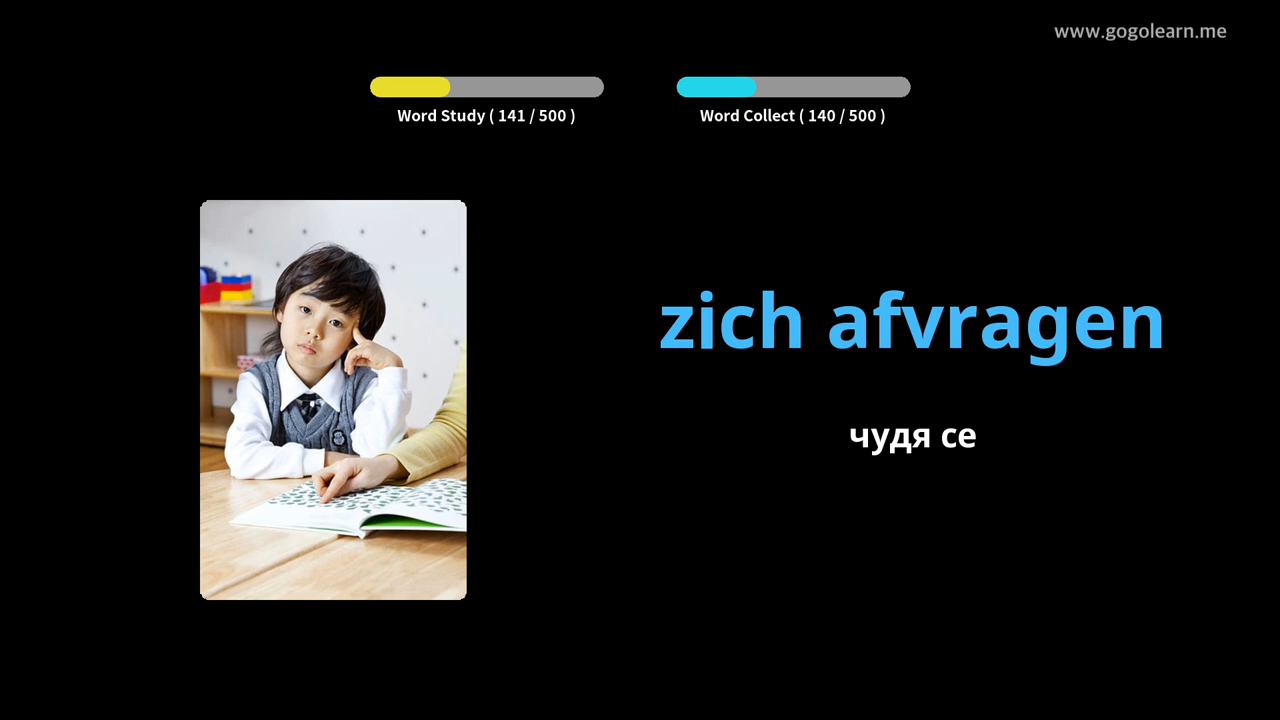 www.gogolearn.me
Word Study ( 141 / 500 )
Word Collect ( 140 / 500 )
zich afvragen
чудя се